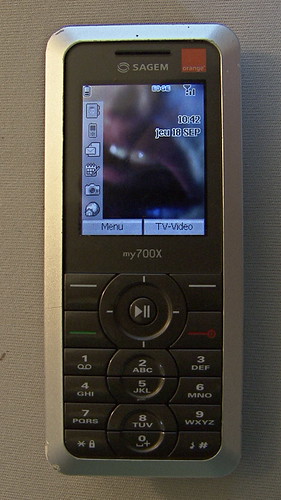 SAGEM
orange
EDGE
10:42
jeu 18 SEP
Menu TV-Video
my700X
1 2 ABC 3 DEF
4 GHI 5 JKL 6 MNO
7 PQRS 8 TUV 9 WXYZ
* 0 + #